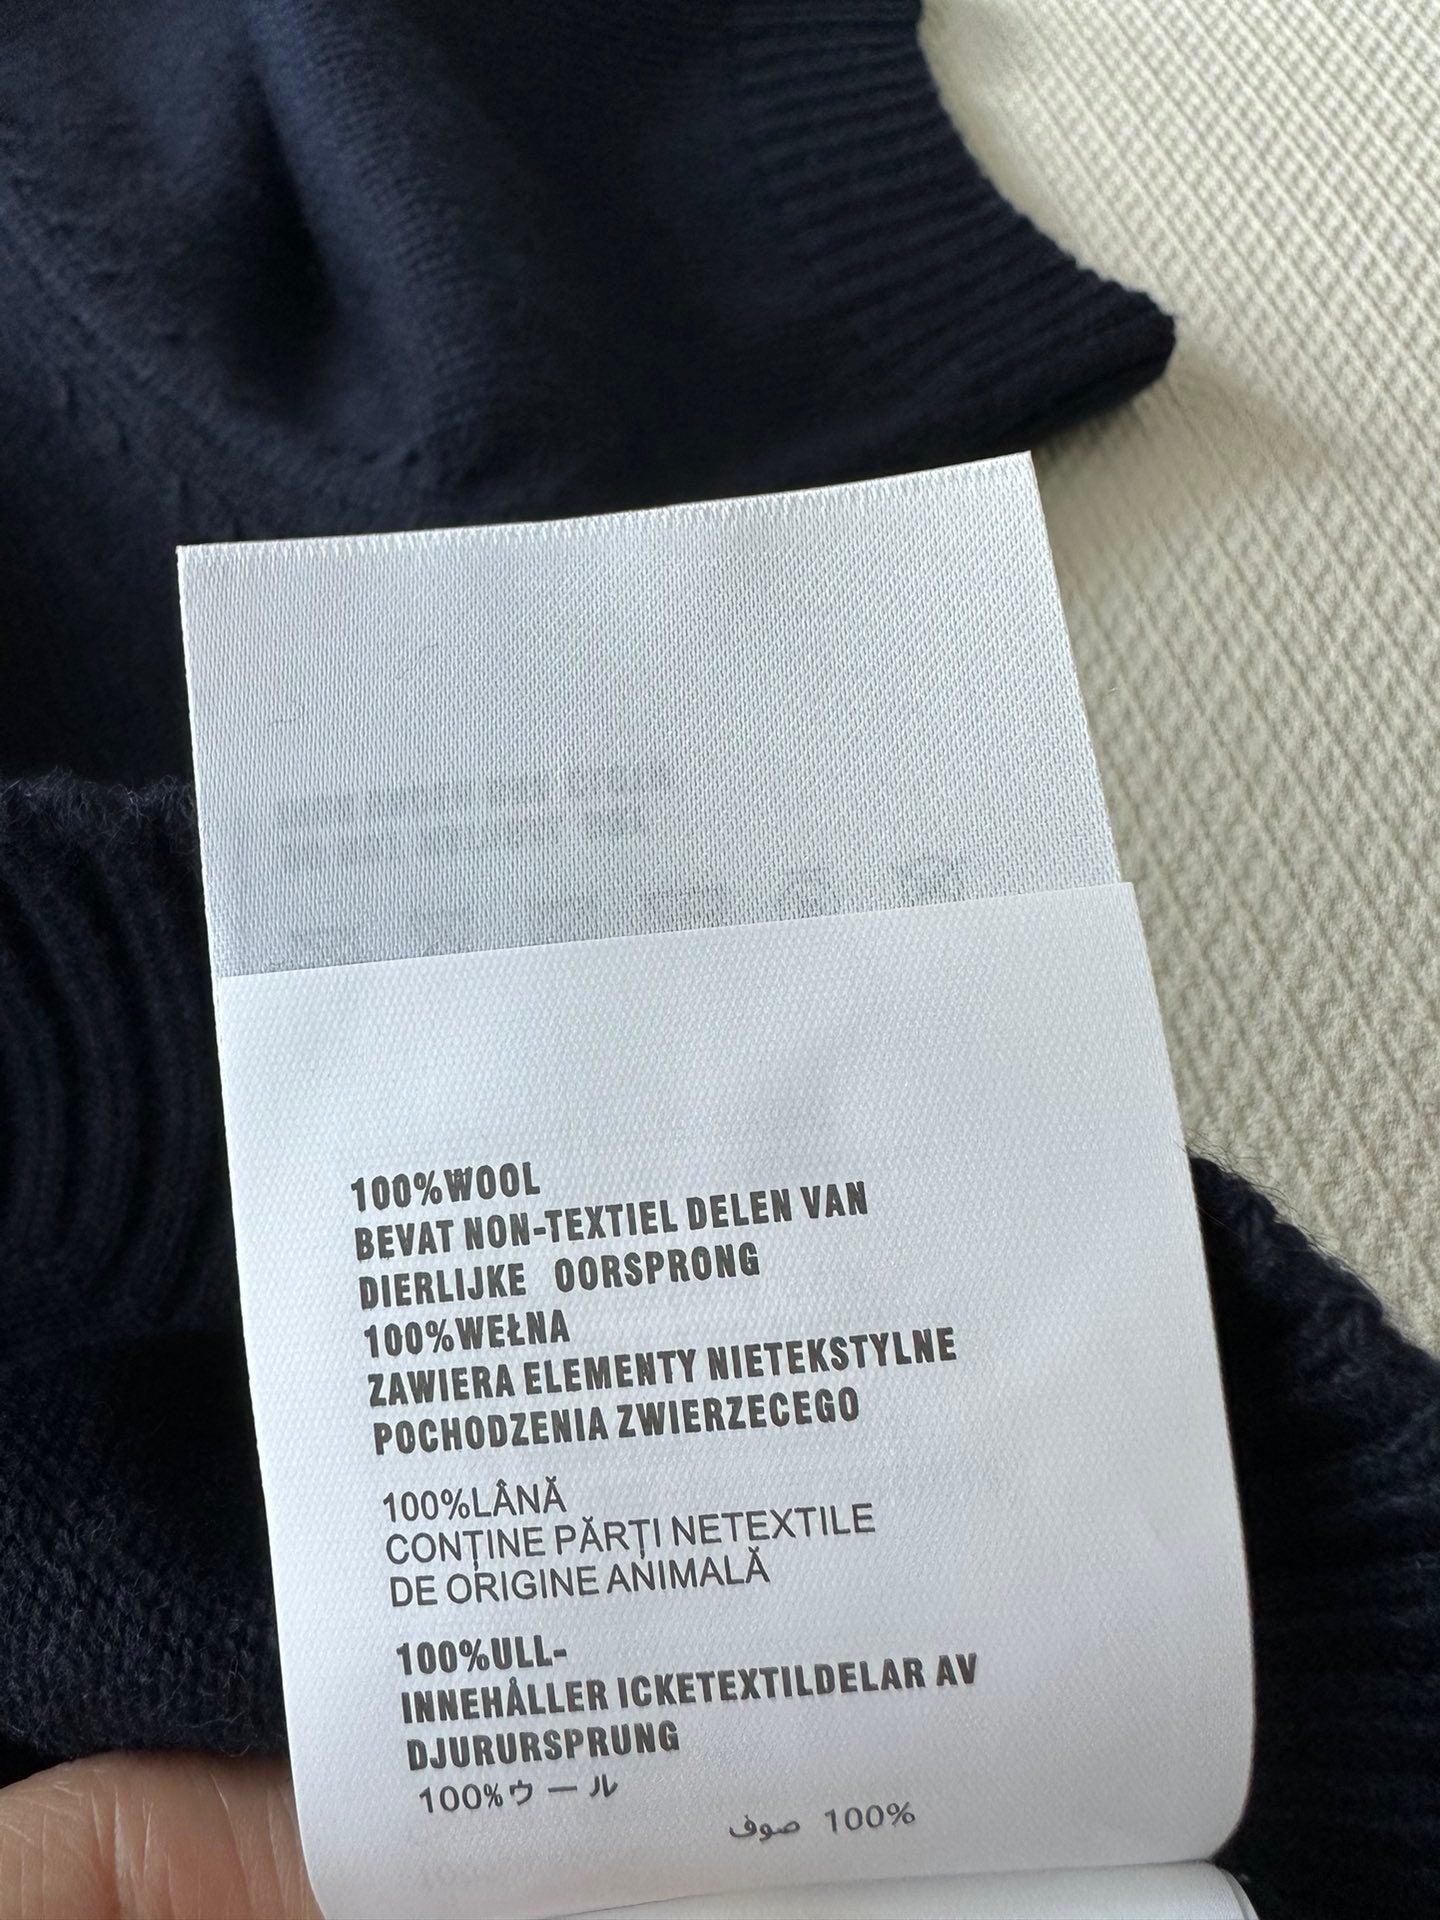 100%WOOL
BEVAT NON-TEXTIEL DELEN VAN
DIERLIJKE OORSPRONG
100%WEŁNA
ZAWIERA ELEMENTY NIETEKSTYLNE
POCHODZENIA ZWIERZECEGO
100%LÂNĂ
CONȚINE PĂRȚI NETEXTILE
DE ORIGINE ANIMALĂ
100%ULL-
INNEHÅLLER ICKETEXTILDELAR AV
DJURURSPRUNG
100%ウール
100% صوف